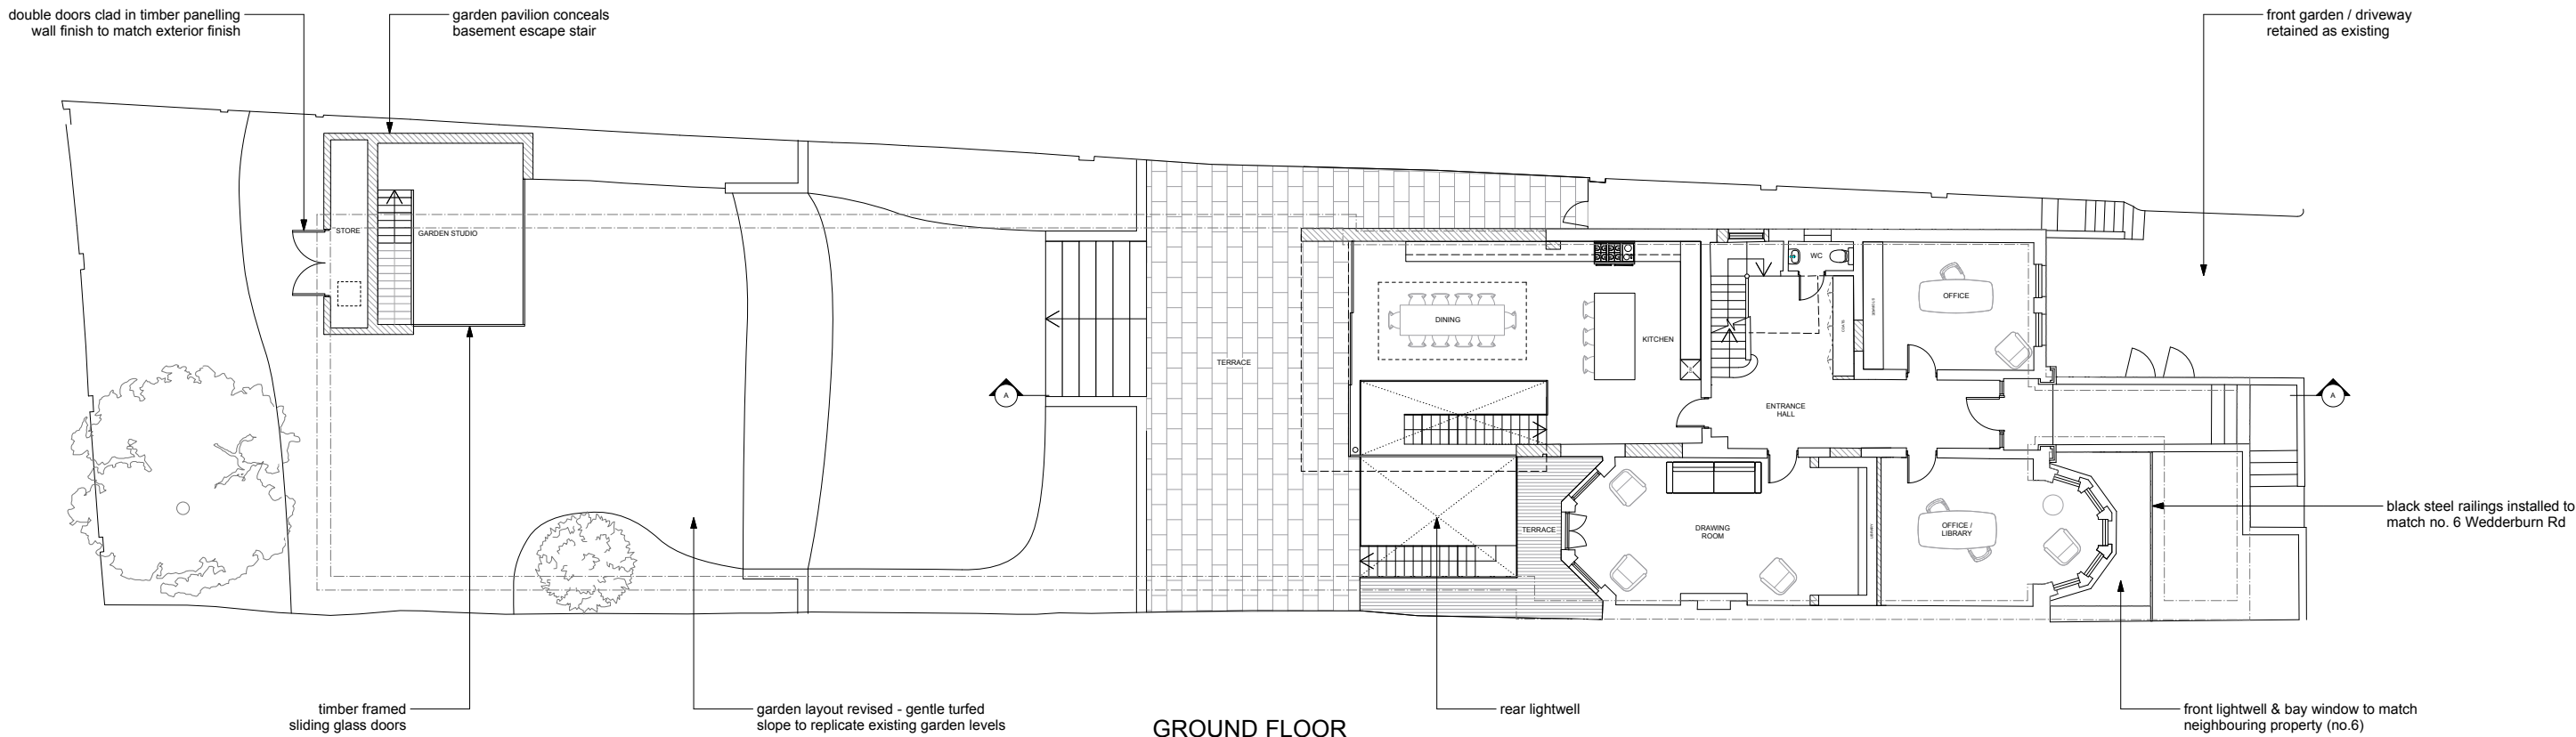 double doors clad in timber panelling
wall finish to match exterior finish
garden pavilion conceals
basement escape stair
front garden / driveway
retained as existing
STORE
GARDEN STUDIO
TERRACE
DINING
KITCHEN
WC
OFFICE
ENTRANCE
HALL
A
A
TERRACE
DRAWING
ROOM
OFFICE /
LIBRARY
black steel railings installed to
match no. 6 Wedderburn Rd
timber framed
sliding glass doors
garden layout revised - gentle turfed
slope to replicate existing garden levels
rear lightwell
front lightwell & bay window to match
neighbouring property (no.6)
GROUND FLOOR